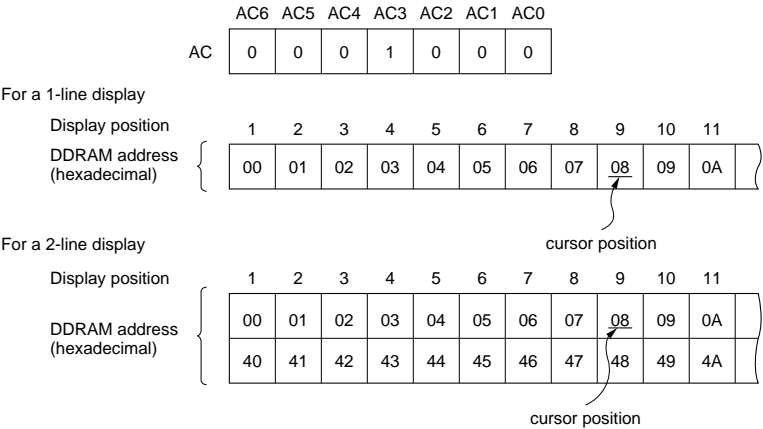 AC6 AC5 AC4 AC3 AC2 AC1 AC0
AC 0 0 0 1 0 0 0
For a 1-line display
Display position 1 2 3 4 5 6 7 8 9 10 11
DDRAM address
(hexadecimal)
00 01 02 03 04 05 06 07 08 09 0A
cursor position
For a 2-line display
Display position 1 2 3 4 5 6 7 8 9 10 11
DDRAM address
(hexadecimal)
00 01 02 03 04 05 06 07 08 09 0A
40 41 42 43 44 45 46 47 48 49 4A
cursor position